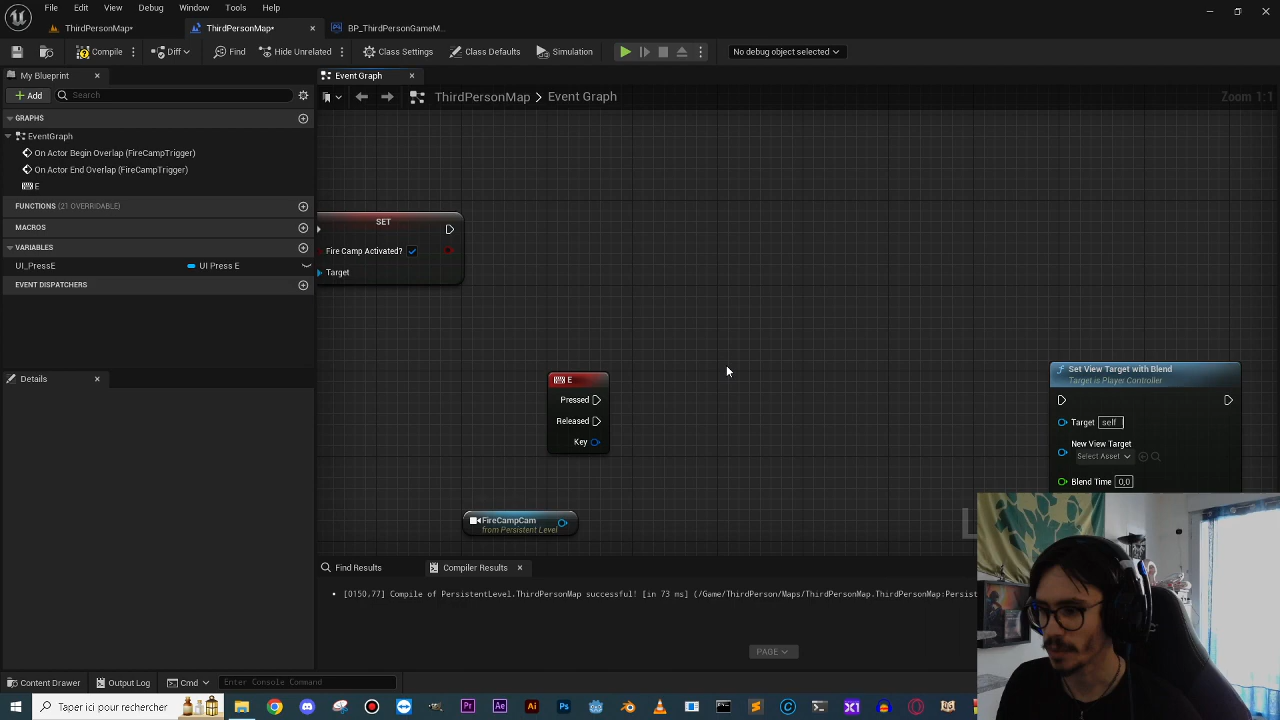 File Edit View Debug Window Tools Help
ThirdPersonMap• ThirdPersonMap• BP_ThirdPersonGameM...
Compile Diff Find Hide Unrelated Class Settings Class Defaults Simulation No debug object selected
My Blueprint Event Graph
Add Search ThirdPersonMap > Event Graph Zoom 1:1
GRAPHS
EventGraph
On Actor Begin Overlap (FireCampTrigger)
On Actor End Overlap (FireCampTrigger)
E
FUNCTIONS (21 OVERRIDABLE)
MACROS
VARIABLES
UI_PressE UI Press E
EVENT DISPATCHERS
Details
SET
Fire Camp Activated?
Target
E
Pressed
Released
Key
FireCampCam
from Persistent Level
Set View Target with Blend
Target is Player Controller
Target self
New View Target
Select Asset
Blend Time 0,0
Find Results Compiler Results
• [0150.77] Compile of PersistentLevel.ThirdPersonMap successful! [in 73 ms] (/Game/ThirdPerson/Maps/ThirdPersonMap.ThirdPersonMap:Persist
PAGE
Content Drawer Output Log Cmd Enter Console Command
Taper ici pour rechercher